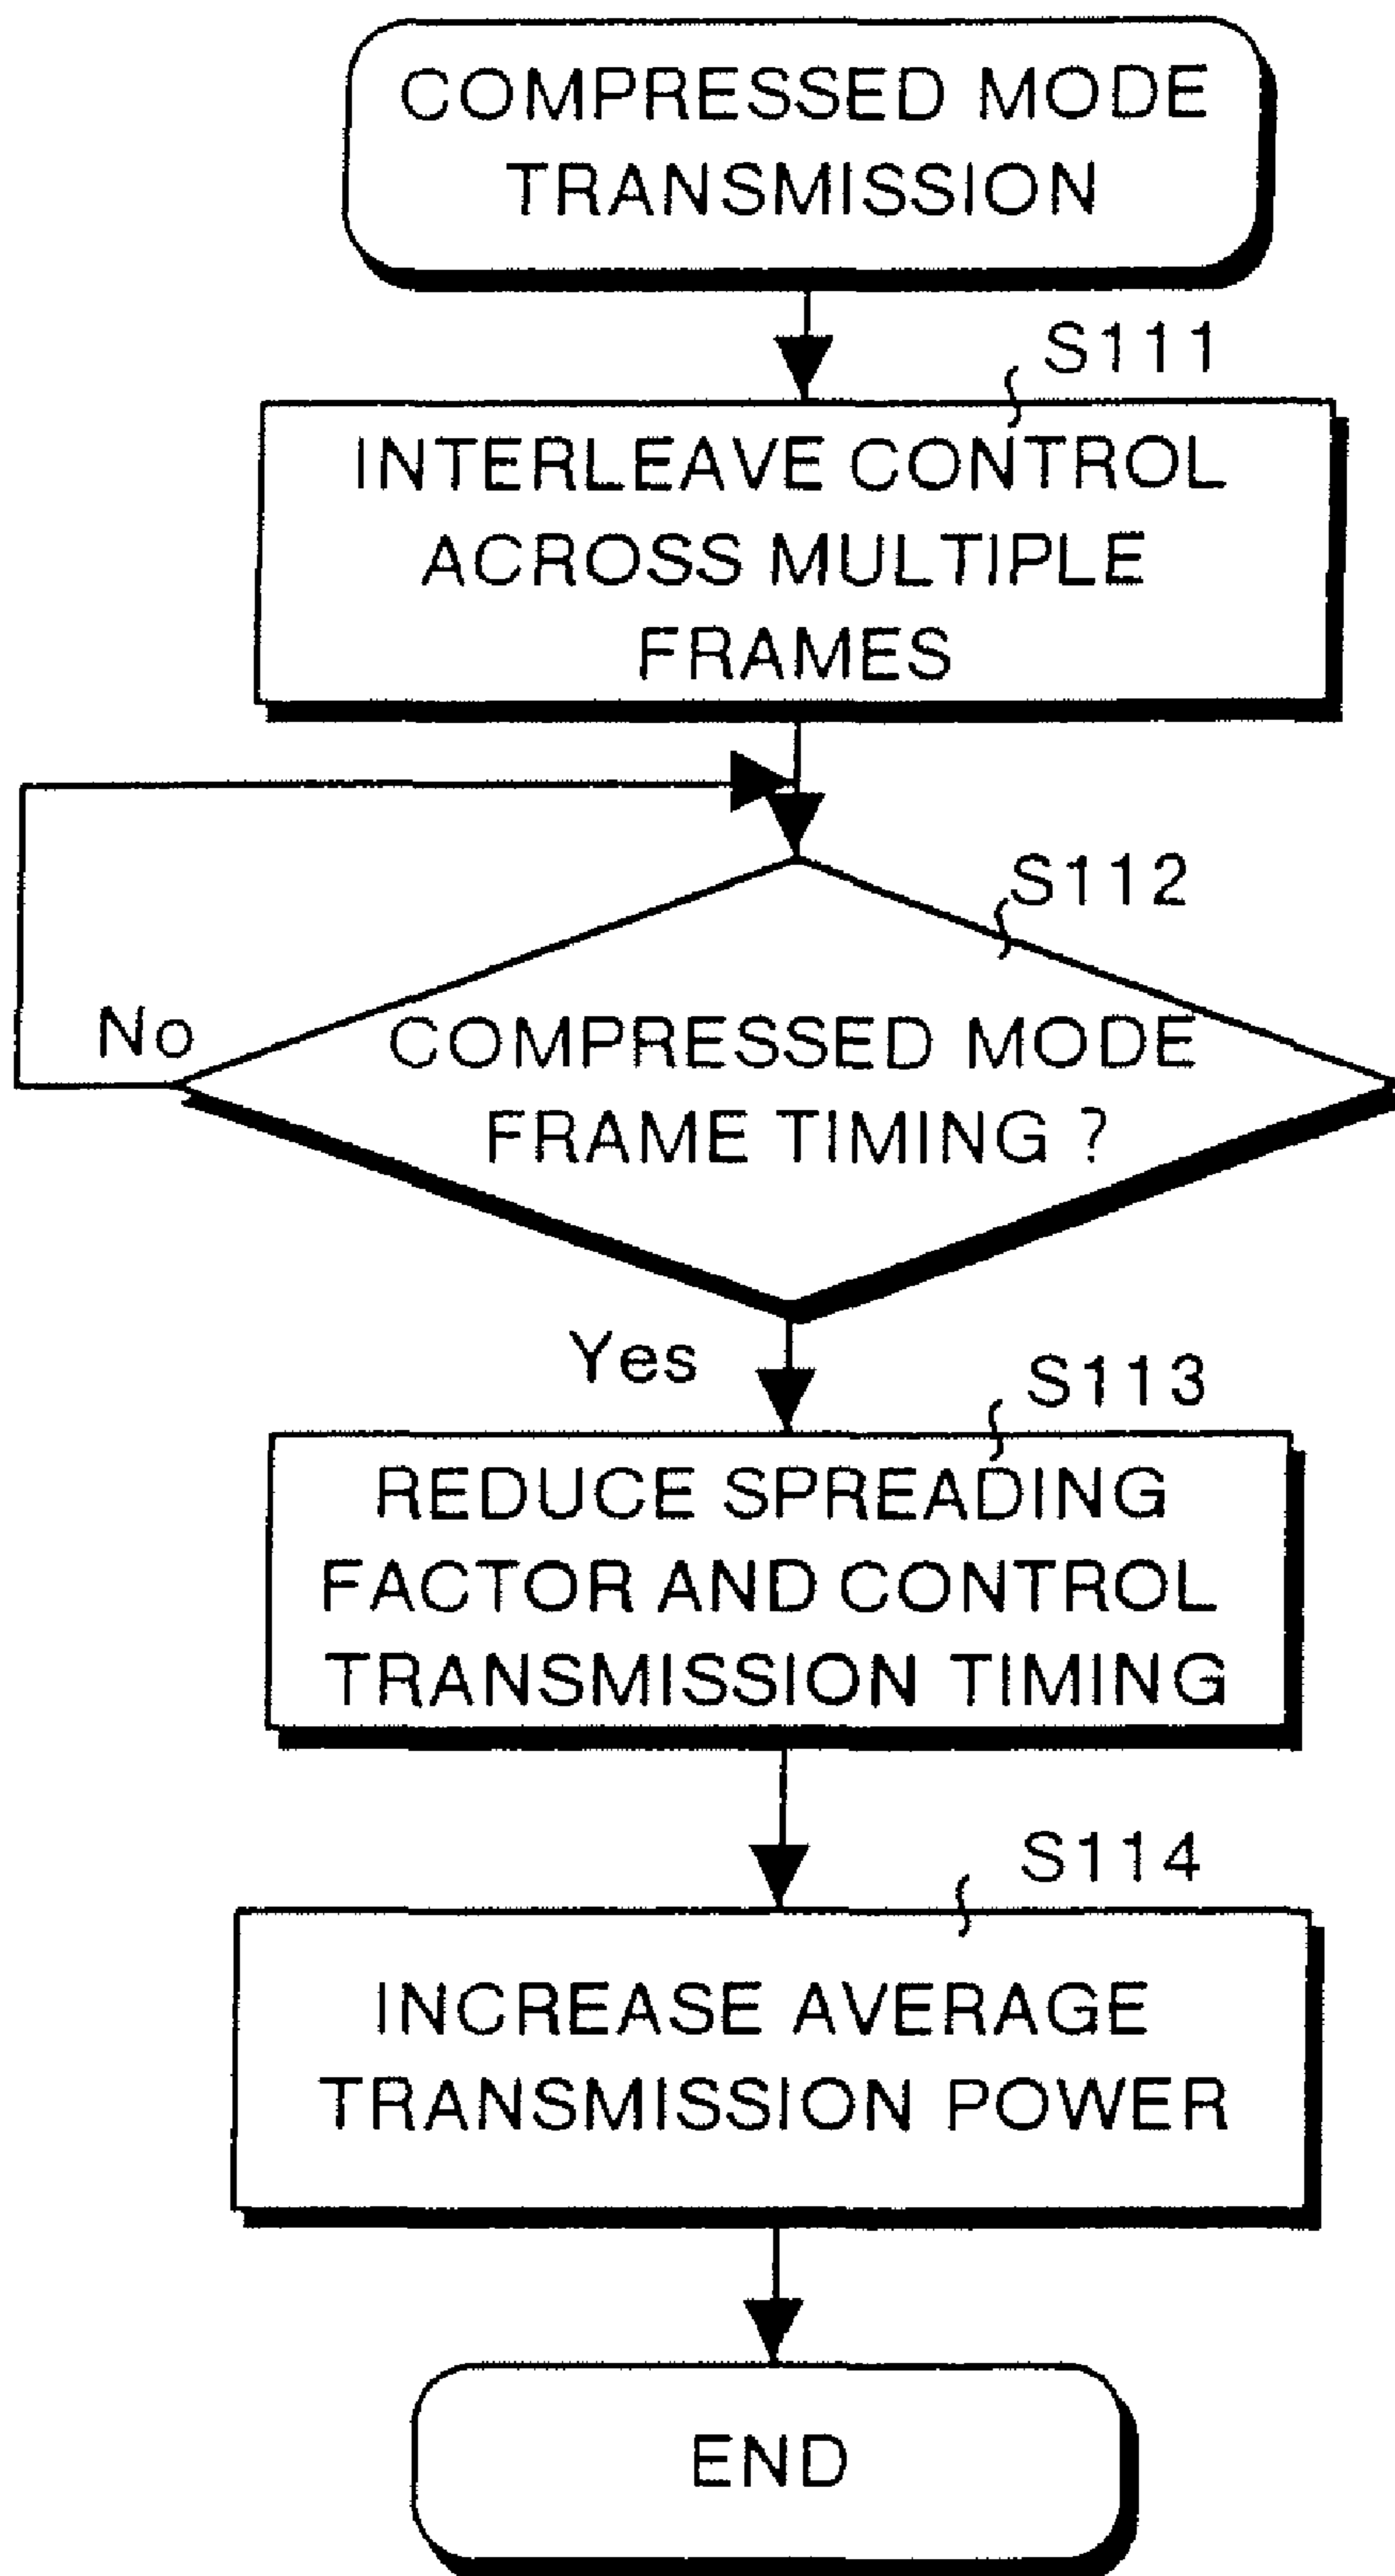 COMPRESSED MODE
TRANSMISSION
S111
INTERLEAVE CONTROL
ACROSS MULTIPLE
FRAMES
S112
No
COMPRESSED MODE
FRAME TIMING ?
Yes
S113
REDUCE SPREADING
FACTOR AND CONTROL
TRANSMISSION TIMING
S114
INCREASE AVERAGE
TRANSMISSION POWER
END